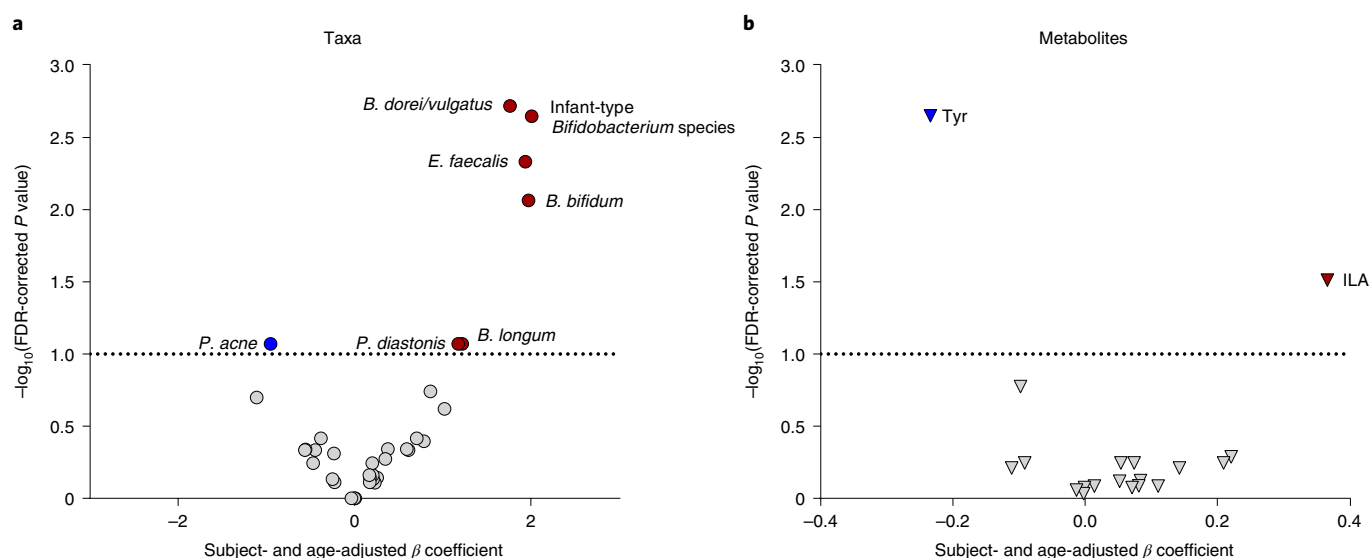 a
Taxa
3.0
2.5
2.0
1.5
1.0
0.5
0
–log10(FDR-corrected P value)
B. dorei/vulgatus
Infant-type
Bifidobacterium species
E. faecalis
B. bifidum
P. acne
P. diastonis
B. longum
–2
0
2
Subject- and age-adjusted β coefficient
b
Metabolites
3.0
2.5
2.0
1.5
1.0
0.5
0
–log10(FDR-corrected P value)
Tyr
ILA
–0.4
–0.2
0.0
0.2
0.4
Subject- and age-adjusted β coefficient